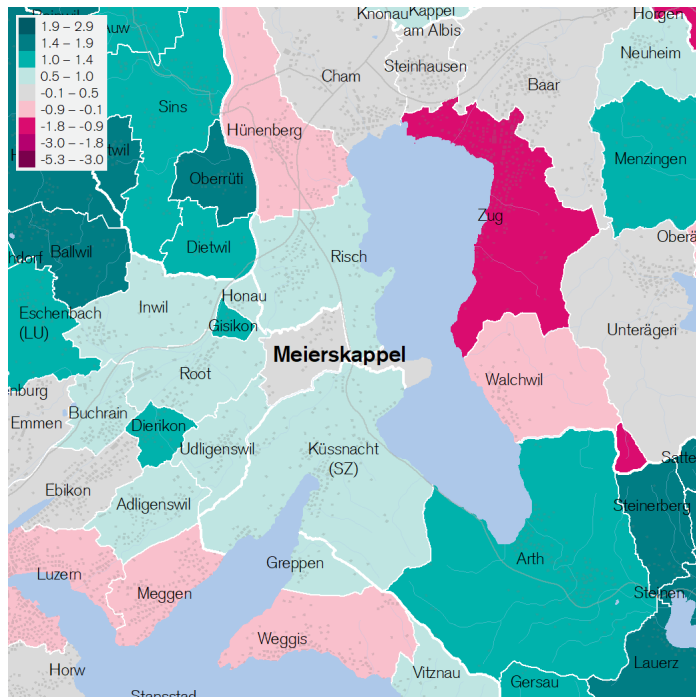 Knonau
Kappel
am Albis
Horgen
1.9 – 2.9
1.4 – 1.9
1.0 – 1.4
0.5 – 1.0
-0.1 – 0.5
-0.9 – -0.1
-1.8 – -0.9
-3.0 – -1.8
-5.3 – -3.0
Auw
Neuheim
Steinhausen
Cham
Baar
Sins
Hünenberg
Menzingen
Oberrüti
Zug
Ballwil
Dietwil
Risch
Honau
Inwil
Eschenbach
(LU)
Gisikon
Unterägeri
Meierskappel
Root
Walchwil
Buchrain
Emmen
Dierikon
Udligenswil
Küssnacht
(SZ)
Ebikon
Adligenswil
Steinerberg
Arth
Greppen
Luzern
Meggen
Steinen
Weggis
Lauerz
Horw
Vitznau
Gersau
Stansstad